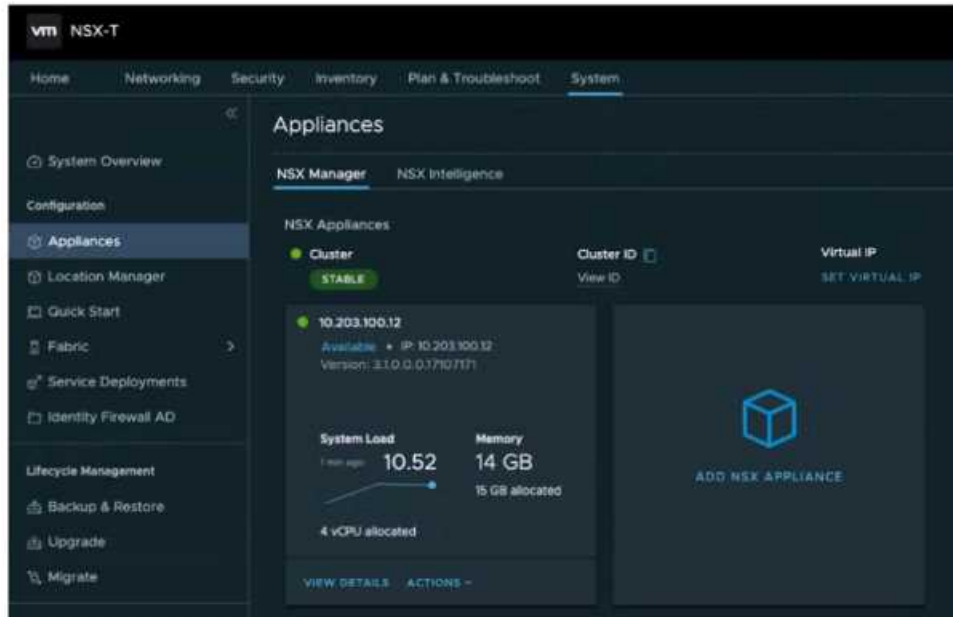 vm NSX-T
Home Networking Security Inventory Plan & Troubleshoot System
«
System Overview
Configuration
Appliances
Location Manager
Quick Start
Fabric >
Service Deployments
Identity Firewall AD
Lifecycle Management
Backup & Restore
Upgrade
Migrate
Appliances
NSX Manager NSX Intelligence
NSX Appliances
Cluster
STABLE
Cluster ID
View ID
Virtual IP
SET VIRTUAL IP
10.203.100.12
Available • IP: 10.203.100.12
Version: 3.1.0.0.0.17107171
System Load
1 min ago 10.52
4 vCPU allocated
Memory
14 GB
15 GB allocated
VIEW DETAILS ACTIONS
ADD NSX APPLIANCE